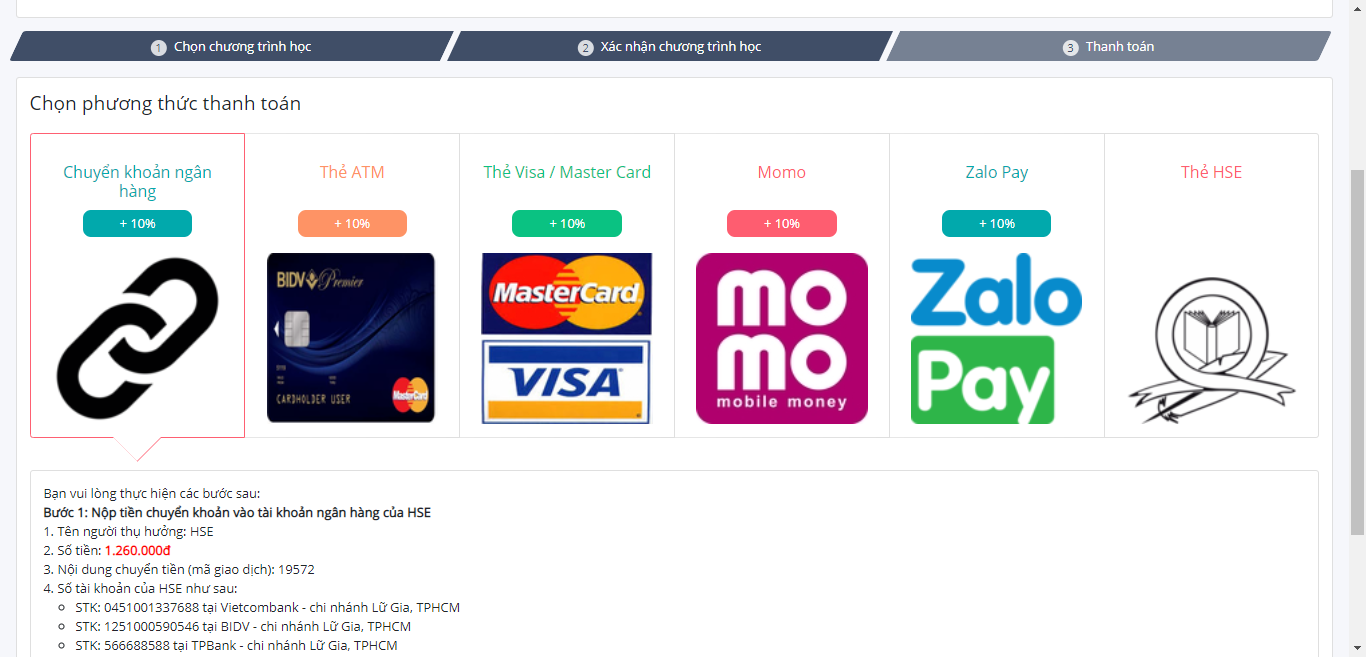 1 Chọn chương trình học
2 Xác nhận chương trình học
3 Thanh toán
Chọn phương thức thanh toán
Chuyển khoản ngân
hàng
+ 10%
Thẻ ATM
+ 10%
BIDV Premier
CARDHOLDER USER
MasterCard
Thẻ Visa / Master Card
+ 10%
MasterCard
VISA
Momo
+ 10%
mo
mo
mobile money
Zalo Pay
+ 10%
Zalo
Pay
Thẻ HSE
Bạn vui lòng thực hiện các bước sau:
Bước 1: Nộp tiền chuyển khoản vào tài khoản ngân hàng của HSE
1. Tên người thụ hưởng: HSE
2. Số tiền: 1.260.000đ
3. Nội dung chuyển tiền (mã giao dịch): 19572
4. Số tài khoản của HSE như sau:
STK: 0451001337688 tại Vietcombank - chi nhánh Lữ Gia, TPHCM
STK: 1251000590546 tại BIDV - chi nhánh Lữ Gia, TPHCM
STK: 566688588 tại TPBank - chi nhánh Lữ Gia, TPHCM